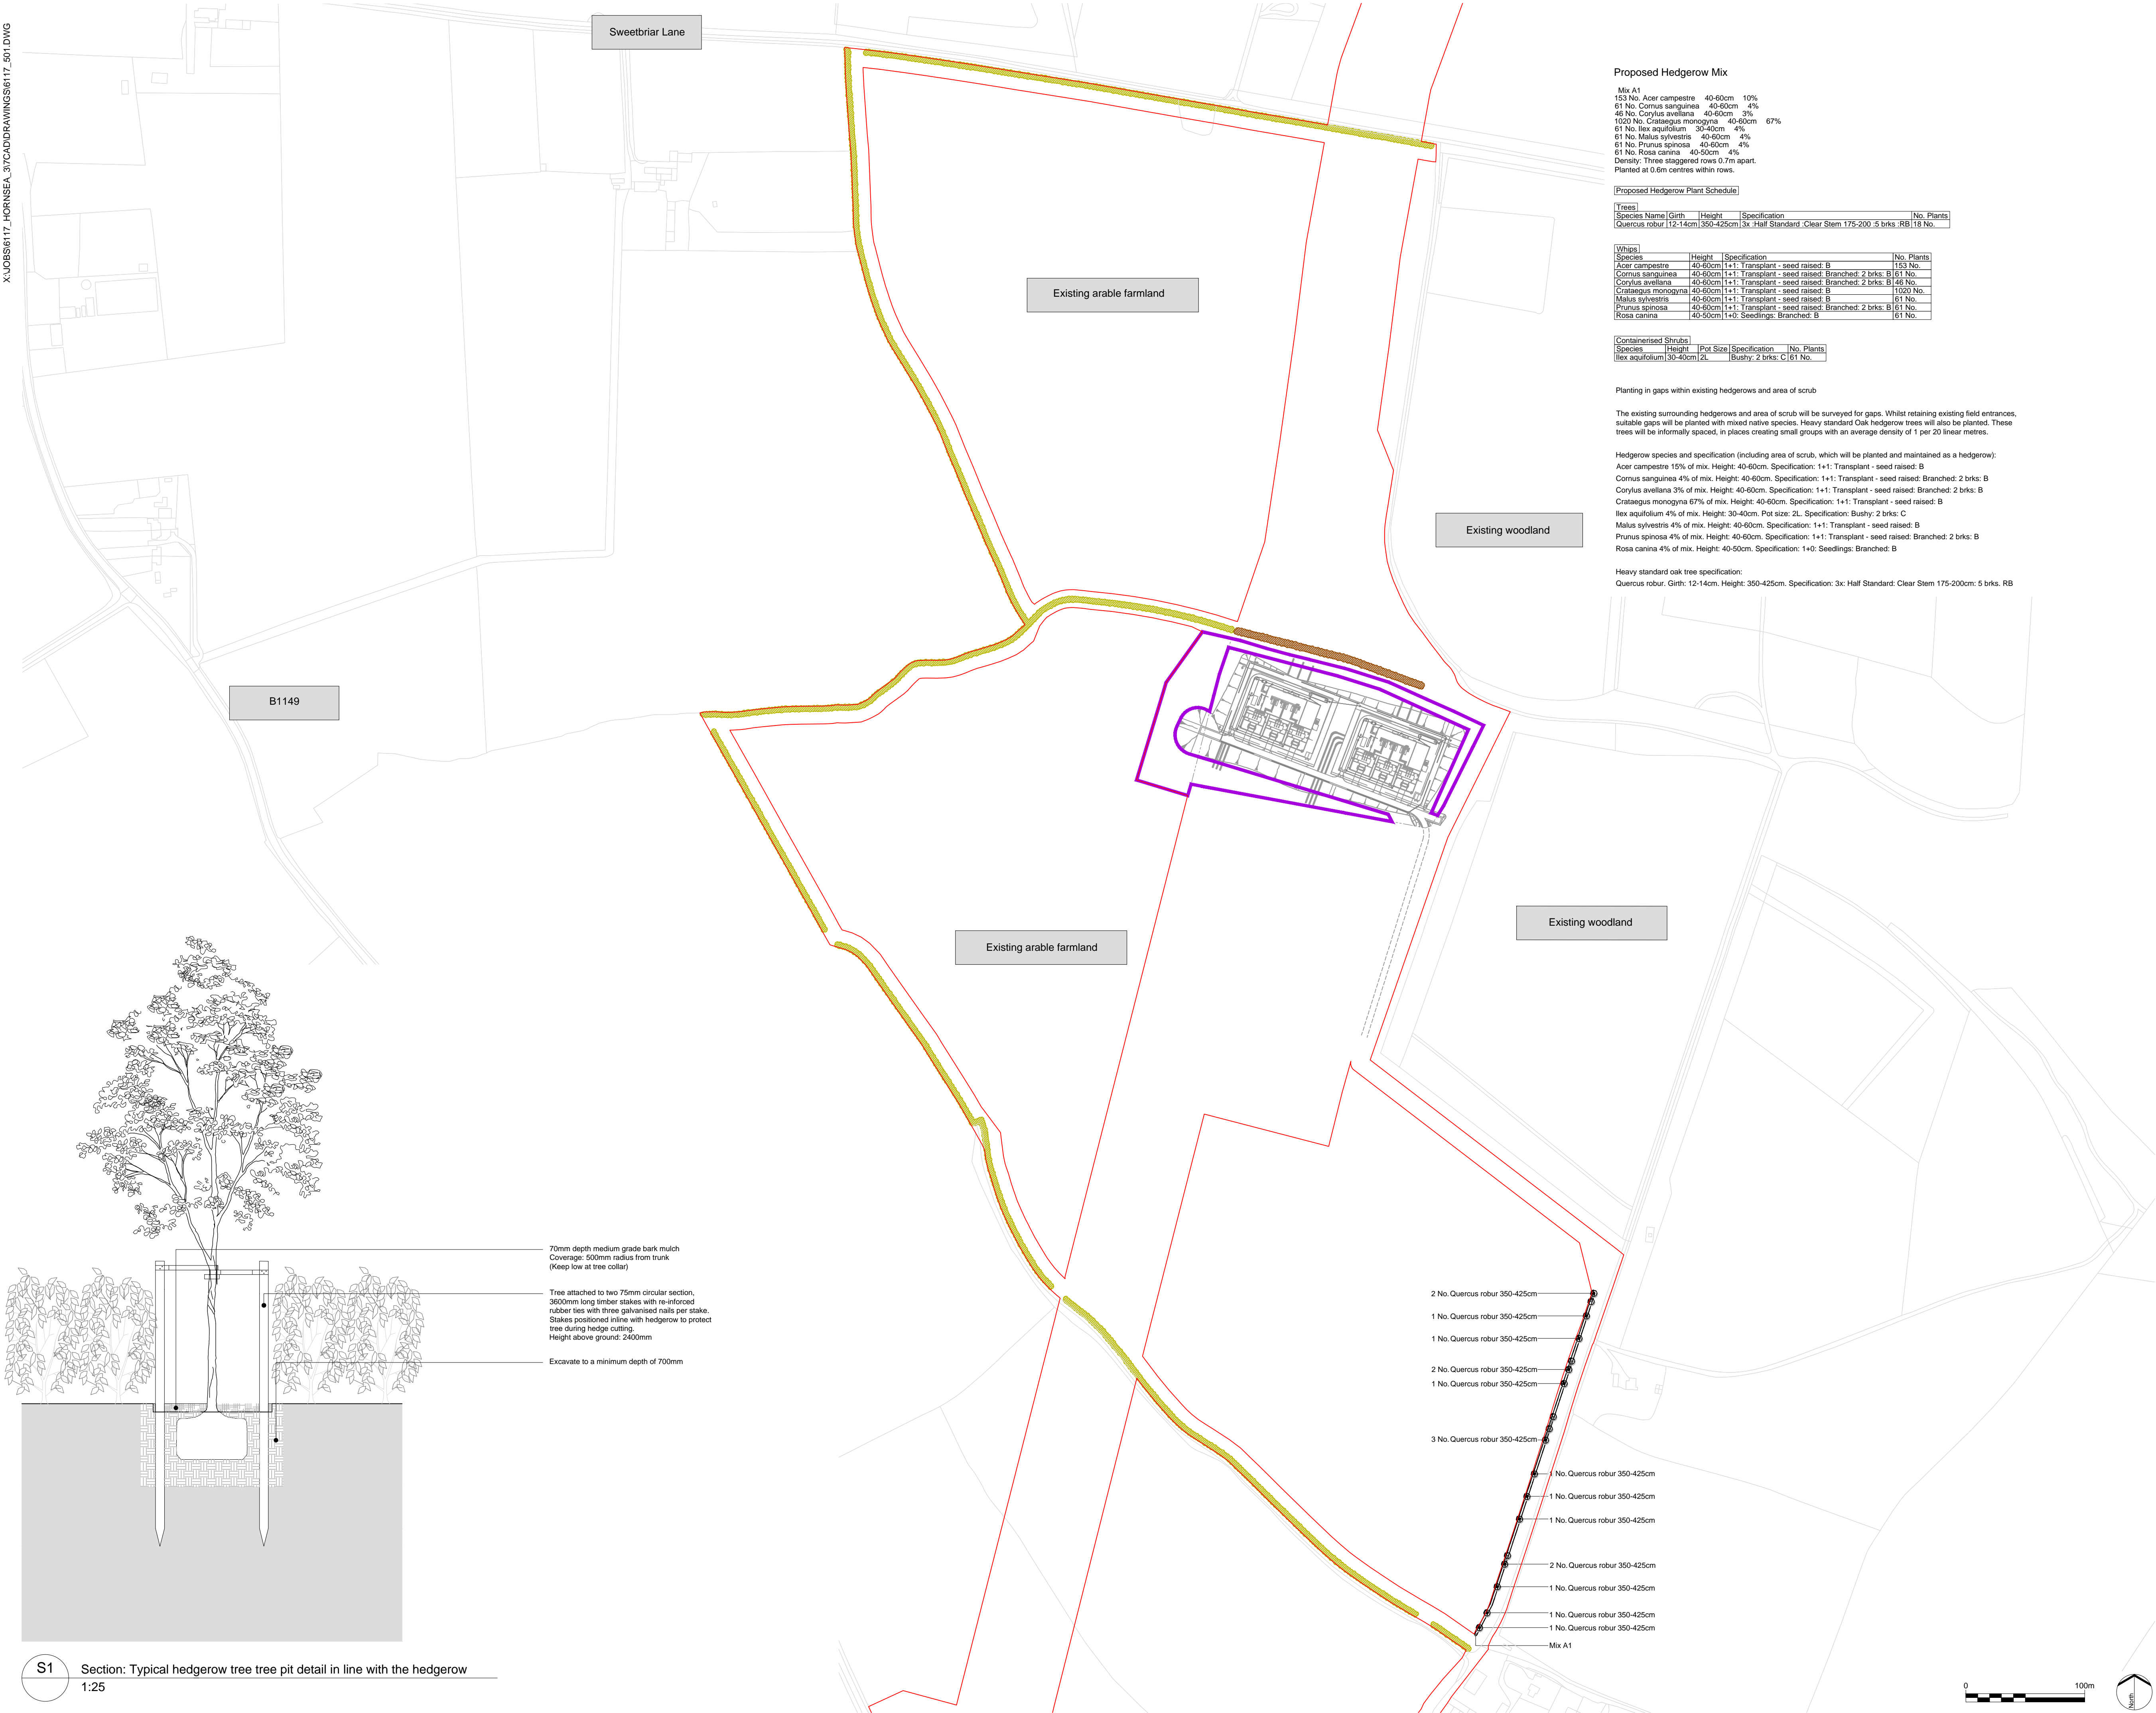 X:\JOBS\6117_HORNSEA_3\7CAD\DRAWINGS\6117_501.DWG
Sweetbriar Lane
Existing arable farmland
Existing woodland
B1149
Existing arable farmland
Existing woodland
Proposed Hedgerow Mix
Mix A1
153 No. Acer campestre 40-60cm 10%
61 No. Cornus sanguinea 40-60cm 4%
46 No. Corylus avellana 40-60cm 3%
1020 No. Crataegus monogyna 40-60cm 67%
61 No. Ilex aquifolium 30-40cm 4%
61 No. Malus sylvestris 40-60cm 4%
61 No. Prunus spinosa 40-60cm 4%
61 No. Rosa canina 40-50cm 4%
Density: Three staggered rows 0.7m apart.
Planted at 0.6m centres within rows.
Proposed Hedgerow Plant Schedule
Trees
Species Name Girth Height Specification No. Plants
Quercus robur 12-14cm 350-425cm 3x :Half Standard :Clear Stem 175-200 :5 brks :RB 18 No.
Whips
Species Height Specification No. Plants
Acer campestre 40-60cm 1+1: Transplant - seed raised: B 153 No.
Cornus sanguinea 40-60cm 1+1: Transplant - seed raised: Branched: 2 brks: B 61 No.
Corylus avellana 40-60cm 1+1: Transplant - seed raised: Branched: 2 brks: B 46 No.
Crataegus monogyna 40-60cm 1+1: Transplant - seed raised: B 1020 No.
Malus sylvestris 40-60cm 1+1: Transplant - seed raised: B 61 No.
Prunus spinosa 40-60cm 1+1: Transplant - seed raised: Branched: 2 brks: B 61 No.
Rosa canina 40-50cm 1+0: Seedlings: Branched: B 61 No.
Containerised Shrubs
Species Height Pot Size Specification No. Plants
Ilex aquifolium 30-40cm 2L Bushy: 2 brks: C 61 No.
Planting in gaps within existing hedgerows and area of scrub
The existing surrounding hedgerows and area of scrub will be surveyed for gaps. Whilst retaining existing field entrances,
suitable gaps will be planted with mixed native species. Heavy standard Oak hedgerow trees will also be planted. These
trees will be informally spaced, in places creating small groups with an average density of 1 per 20 linear metres.
Hedgerow species and specification (including area of scrub, which will be planted and maintained as a hedgerow):
Acer campestre 15% of mix. Height: 40-60cm. Specification: 1+1: Transplant - seed raised: B
Cornus sanguinea 4% of mix. Height: 40-60cm. Specification: 1+1: Transplant - seed raised: Branched: 2 brks: B
Corylus avellana 3% of mix. Height: 40-60cm. Specification: 1+1: Transplant - seed raised: Branched: 2 brks: B
Crataegus monogyna 67% of mix. Height: 40-60cm. Specification: 1+1: Transplant - seed raised: B
Ilex aquifolium 4% of mix. Height: 30-40cm. Pot size: 2L. Specification: Bushy: 2 brks: C
Malus sylvestris 4% of mix. Height: 40-60cm. Specification: 1+1: Transplant - seed raised: B
Prunus spinosa 4% of mix. Height: 40-60cm. Specification: 1+1: Transplant - seed raised: Branched: 2 brks: B
Rosa canina 4% of mix. Height: 40-50cm. Specification: 1+0: Seedlings: Branched: B
Heavy standard oak tree specification:
Quercus robur. Girth: 12-14cm. Height: 350-425cm. Specification: 3x: Half Standard: Clear Stem 175-200cm: 5 brks. RB
70mm depth medium grade bark mulch
Coverage: 500mm radius from trunk
(Keep low at tree collar)
Tree attached to two 75mm circular section,
3600mm long timber stakes with re-inforced
rubber ties with three galvanised nails per stake.
Stakes positioned inline with hedgerow to protect
tree during hedge cutting.
Height above ground: 2400mm
Excavate to a minimum depth of 700mm
2 No. Quercus robur 350-425cm
1 No. Quercus robur 350-425cm
1 No. Quercus robur 350-425cm
2 No. Quercus robur 350-425cm
1 No. Quercus robur 350-425cm
3 No. Quercus robur 350-425cm
1 No. Quercus robur 350-425cm
1 No. Quercus robur 350-425cm
1 No. Quercus robur 350-425cm
2 No. Quercus robur 350-425cm
1 No. Quercus robur 350-425cm
1 No. Quercus robur 350-425cm
1 No. Quercus robur 350-425cm
Mix A1
S1
Section: Typical hedgerow tree tree pit detail in line with the hedgerow
1:25
0 100m
North